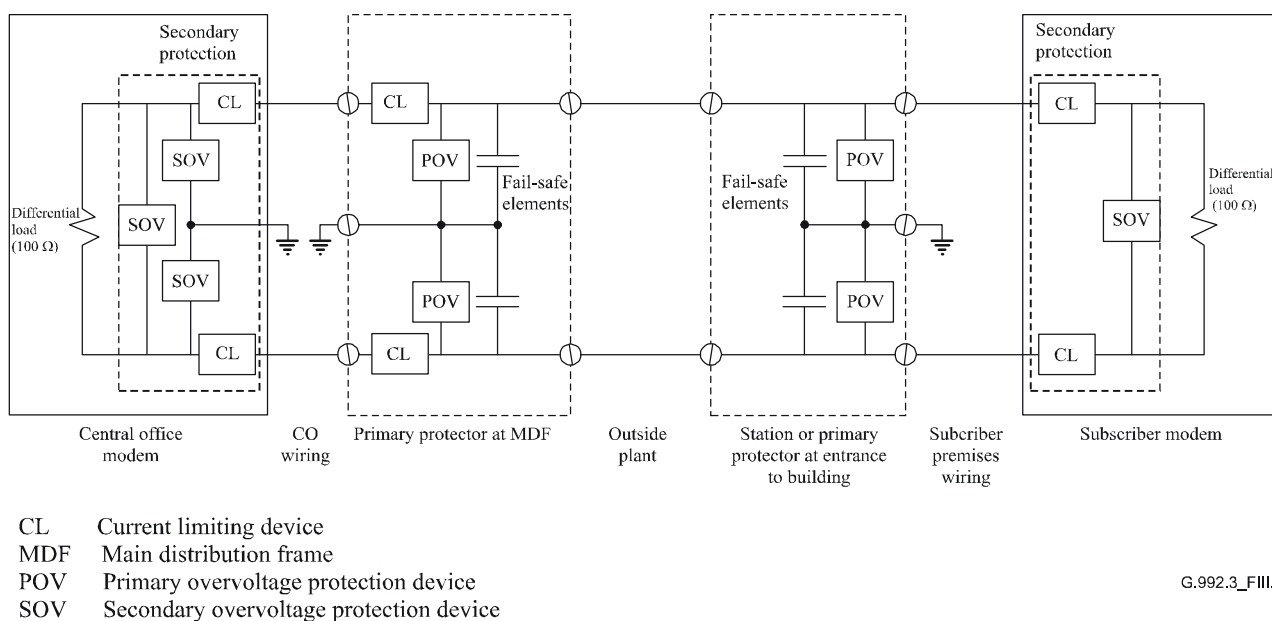 Secondary
protection
CL
SOV
SOV
SOV
CL
Differential
load
(100 Ω)
Central office
modem
CO
wiring
CL
POV
Fail-safe
elements
POV
CL
Primary protector at MDF
Outside
plant
Fail-safe
elements
POV
POV
Station or primary
protector at entrance
to building
Subcriber
premises
wiring
Secondary
protection
CL
SOV
CL
Differential
load
(100 Ω)
Subscriber modem
CL Current limiting device
MDF Main distribution frame
POV Primary overvoltage protection device
SOV Secondary overvoltage protection device
G.992.3_FIII.